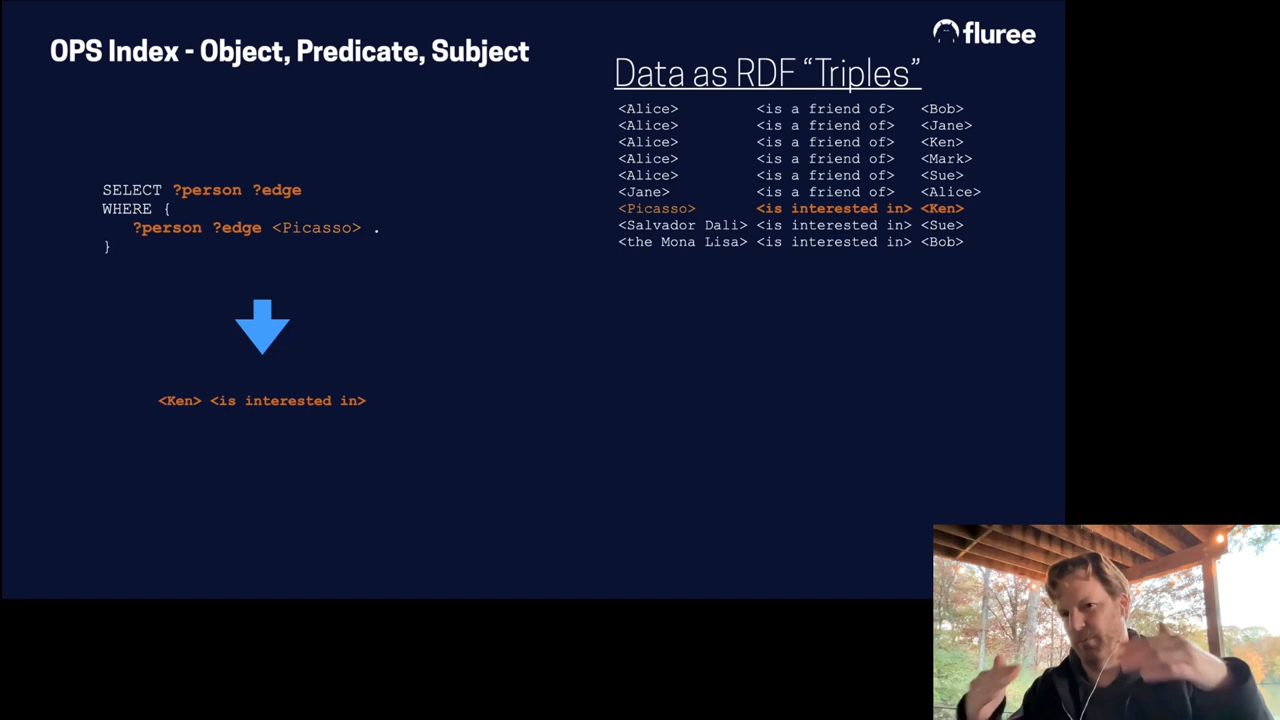 OPS Index - Object, Predicate, Subject
fluree
Data as RDF “Triples”
<Alice> <is a friend of> <Bob>
<Alice> <is a friend of> <Jane>
<Alice> <is a friend of> <Ken>
<Alice> <is a friend of> <Mark>
<Alice> <is a friend of> <Sue>
<Jane> <is a friend of> <Alice>
<Picasso> <is interested in> <Ken>
<Salvador Dali> <is interested in> <Sue>
<the Mona Lisa> <is interested in> <Bob>
SELECT ?person ?edge
WHERE {
?person ?edge <Picasso> .
}
<Ken> <is interested in>